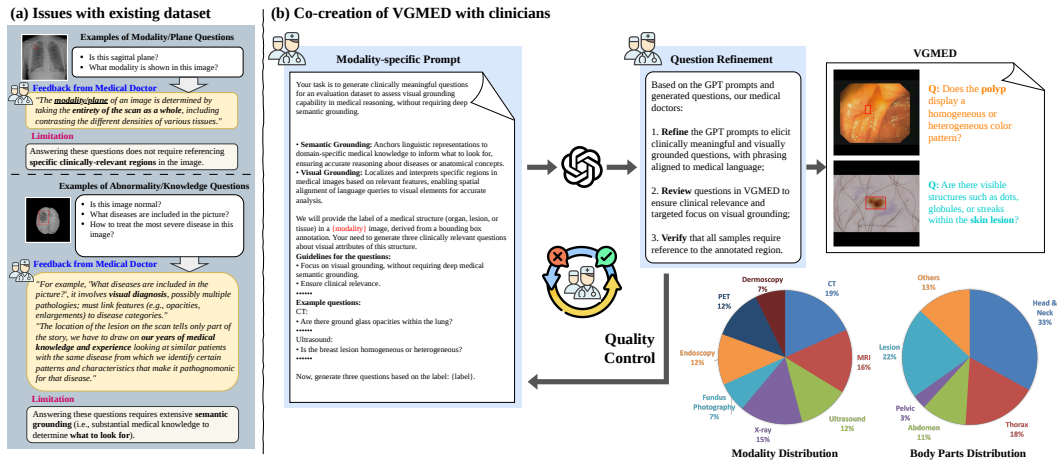 (a) Issues with existing dataset
Examples of Modality/Plane Questions
• Is this sagittal plane?
• What modality is shown in this image?
Feedback from Medical Doctor
"The modality/plane of an image is determined by
taking the entirety of the scan as a whole, including
contrasting the different densities of various tissues."
Limitation
Answering these questions does not require referencing
specific clinically-relevant regions in the image.
Examples of Abnormality/Knowledge Questions
• Is this image normal?
• What diseases are included in the picture?
• How to treat the most severe disease in this
image?
Feedback from Medical Doctor
"For example, 'What diseases are included in the
picture?', it involves visual diagnosis, possibly multiple
pathologies; must link features (e.g., opacities,
enlargements) to disease categories."
"The location of the lesion on the scan tells only part of
the story, we have to draw on our years of medical
knowledge and experience looking at similar patients
with the same disease from which we identify certain
patterns and characteristics that make it pathognomonic
for that disease."
Limitation
Answering these questions requires extensive semantic
grounding (i.e., substantial medical knowledge to
determine what to look for).
(b) Co-creation of VGMED with clinicians
Modality-specific Prompt
Your task is to generate clinically meaningful questions
for an evaluation dataset to assess visual grounding
capability in medical reasoning, without requiring deep
semantic grounding.
• Semantic Grounding: Anchors linguistic representations to
domain-specific medical knowledge to inform what to look for,
ensuring accurate reasoning about diseases or anatomical concepts.
• Visual Grounding: Localizes and interprets specific regions in
medical images based on relevant features, enabling spatial
alignment of language queries to visual elements for accurate
analysis.
We will provide the label of a medical structure (organ, lesion, or
tissue) in a {modality} image, derived from a bounding box
annotation. Your need to generate three clinically relevant questions
about visual attributes of this structure.
Guidelines for the questions:
• Focus on visual grounding, without requiring deep medical
semantic grounding.
• Ensure clinical relevance.
••••••
Example questions:
CT:
• Are there ground glass opacities within the lung?
••••••
Ultrasound:
• Is the breast lesion homogeneous or heterogeneous?
••••••
Now, generate three questions based on the label: {label}.
Question Refinement
Based on the GPT prompts and
generated questions, our medical
doctors:
1. Refine the GPT prompts to elicit
clinically meaningful and visually
grounded questions, with phrasing
aligned to medical language;
2. Review questions in VGMED to
ensure clinical relevance and
targeted focus on visual grounding;
3. Verify that all samples require
reference to the annotated region.
Quality
Control
VGMED
Q: Does the polyp
display a
homogeneous or
heterogeneous color
pattern?
Q: Are there visible
structures such as dots,
globules, or streaks
within the skin lesion?
Dermoscopy
7%
CT
19%
PET
12%
MRI
16%
Endoscopy
12%
Fundus
Photography
7%
X-ray
15%
Ultrasound
12%
Modality Distribution
Others
13%
Head &
Neck
33%
Lesion
22%
Pelvic
3%
Abdomen
11%
Thorax
18%
Body Parts Distribution